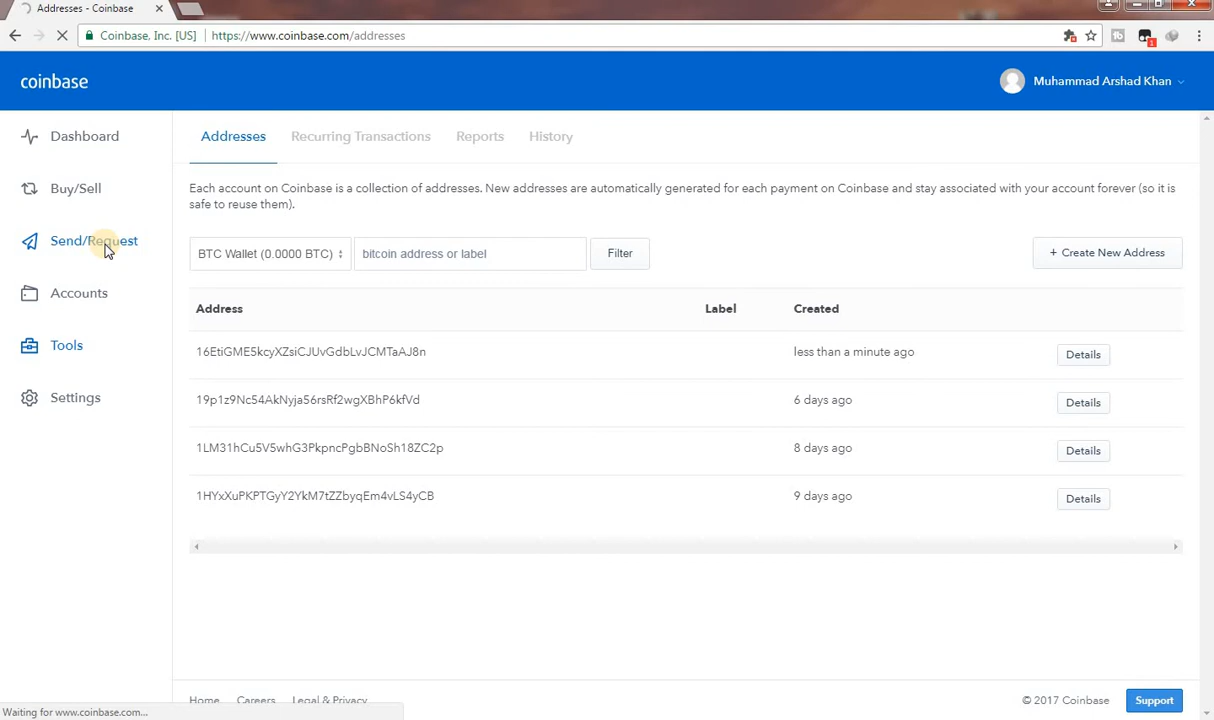 Addresses - Coinbase
Coinbase, Inc. [US] https://www.coinbase.com/addresses
coinbase
Muhammad Arshad Khan
Dashboard
Buy/Sell
Send/Request
Accounts
Tools
Settings
Addresses Recurring Transactions Reports History
Each account on Coinbase is a collection of addresses. New addresses are automatically generated for each payment on Coinbase and stay associated with your account forever (so it is
safe to reuse them).
BTC Wallet (0.0000 BTC) bitcoin address or label Filter + Create New Address
Address Label Created
16EtiGME5kcyXZsiCJUvGdbLvJCMTaAJ8n less than a minute ago Details
19p1z9Nc54AkNyja56rsRf2wgXBhP6kfVd 6 days ago Details
1LM31hCu5V5whG3PkpncPgbBNoSh18ZC2p 8 days ago Details
1HYxXuPKPTGyY2YkM7tZZbyqEm4vLS4yCB 9 days ago Details
Home Careers Legal & Privacy © 2017 Coinbase Support
Waiting for www.coinbase.com...